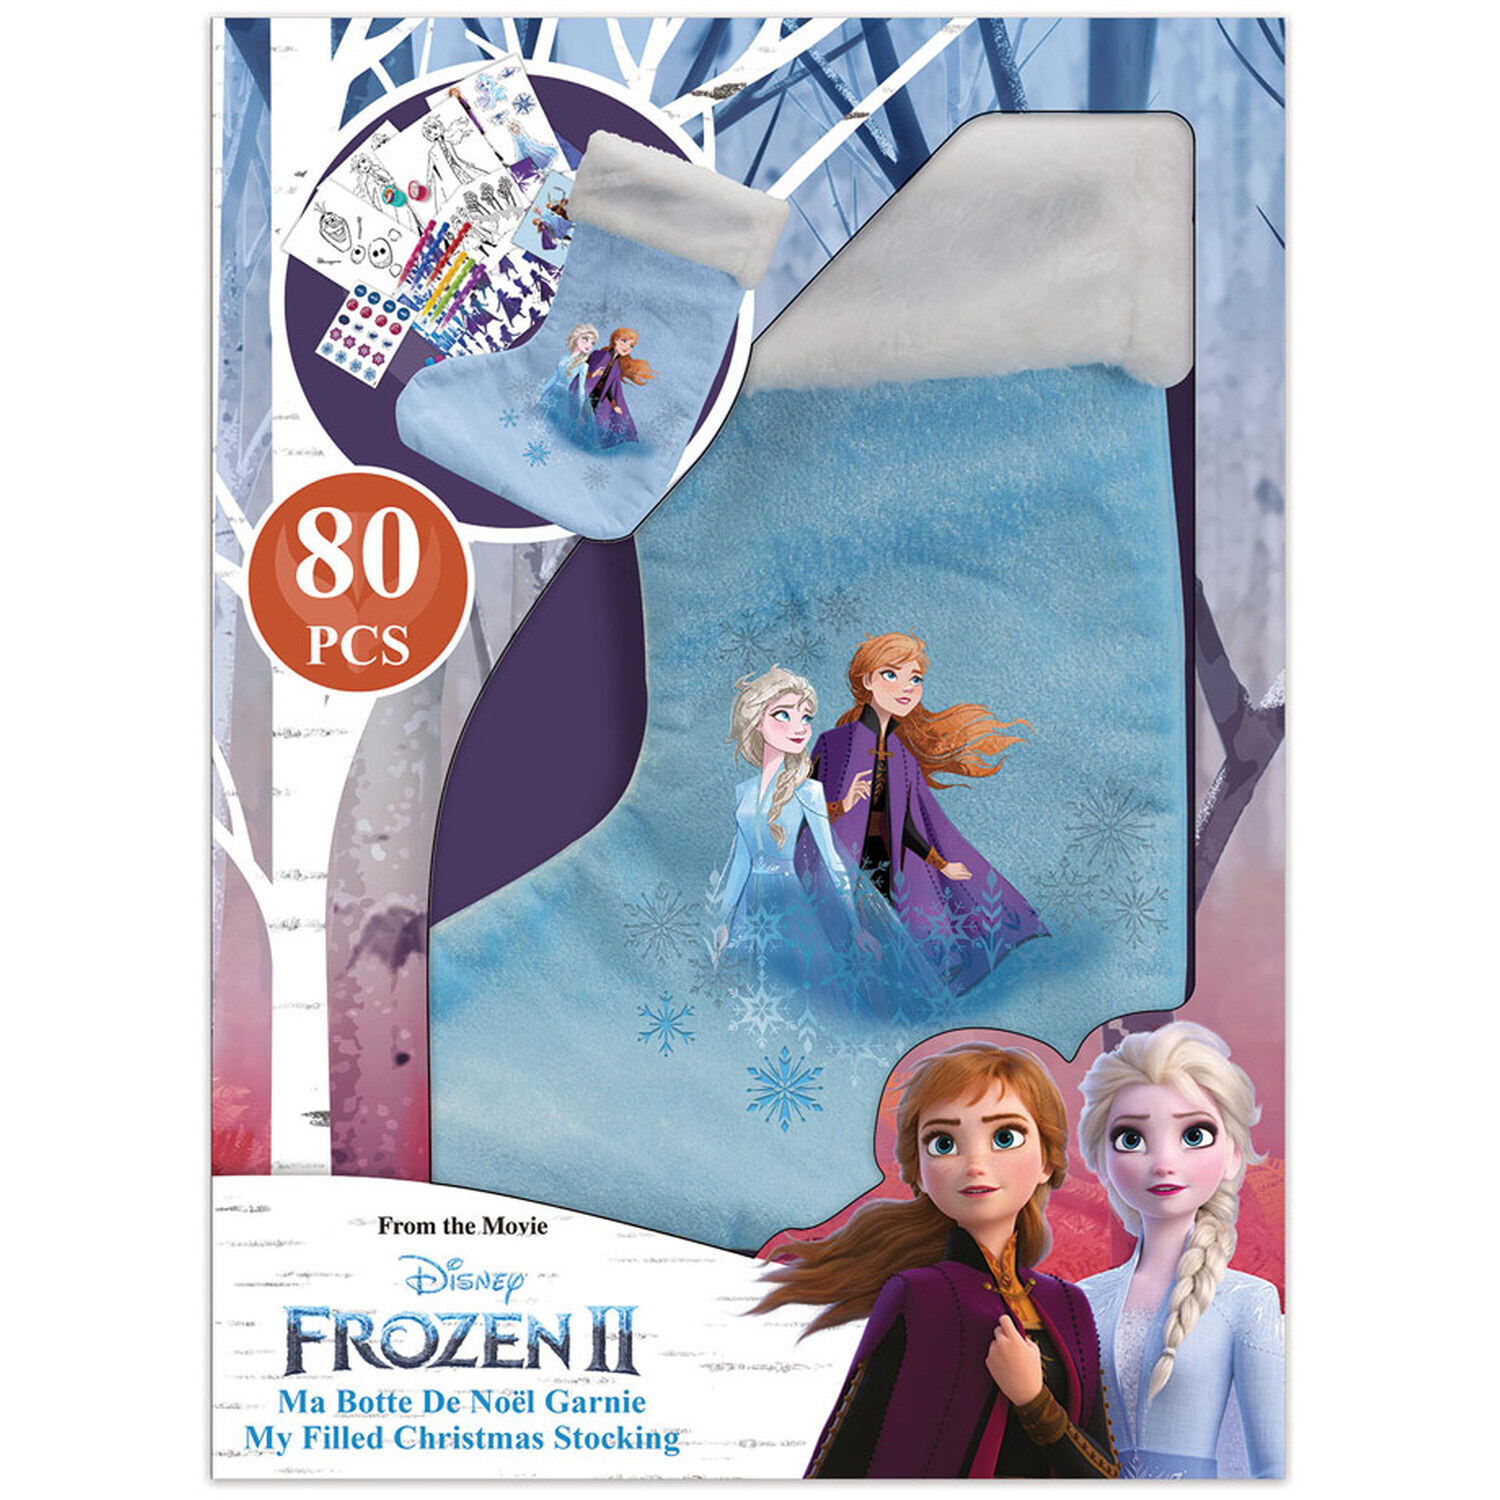 80
PCS
From the Movie
Disney
FROZEN II
Ma Botte De Noël Garnie
My Filled Christmas Stocking